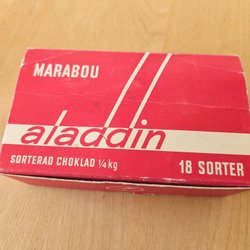 MARABOU
aladdin
SORTERAD CHOKLAD ¼ kg
18 SORTER